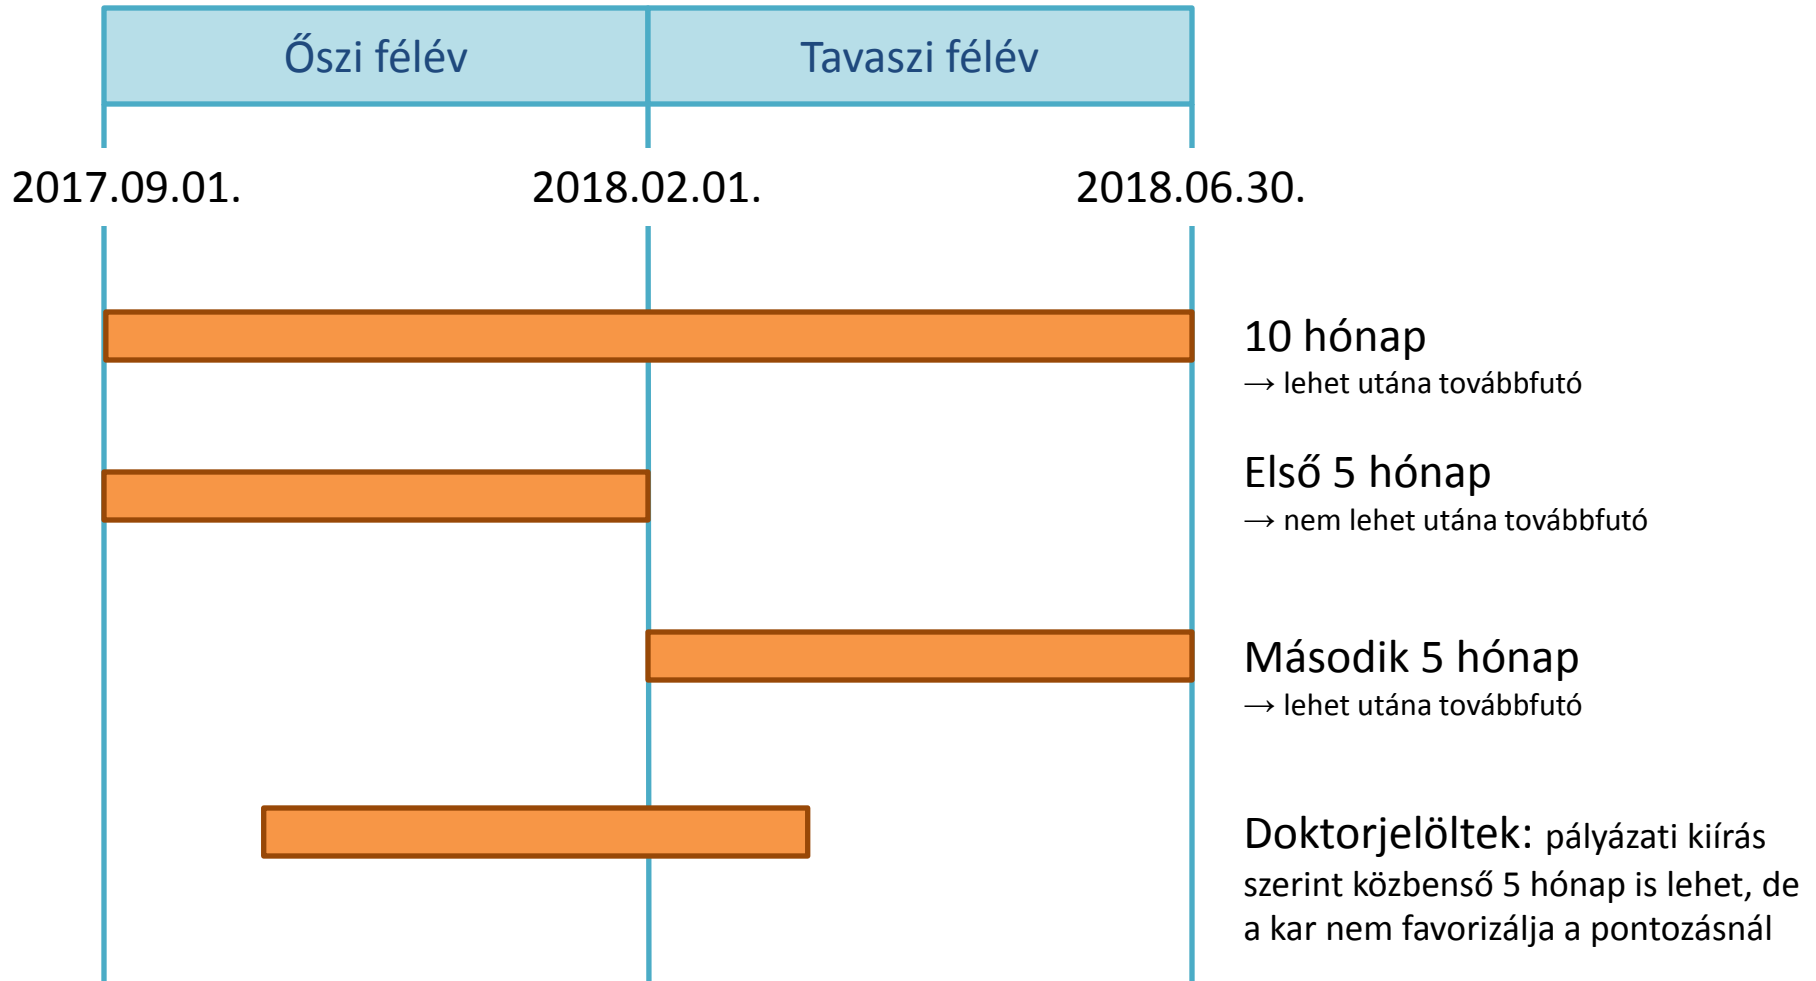 Őszi félév
Tavaszi félév
2017.09.01.
2018.02.01.
2018.06.30.
10 hónap
→ lehet utána továbbfutó
Első 5 hónap
→ nem lehet utána továbbfutó
Második 5 hónap
→ lehet utána továbbfutó
Doktorjelöltek: pályázati kiírás
szerint közbenső 5 hónap is lehet, de
a kar nem favorizálja a pontozásnál